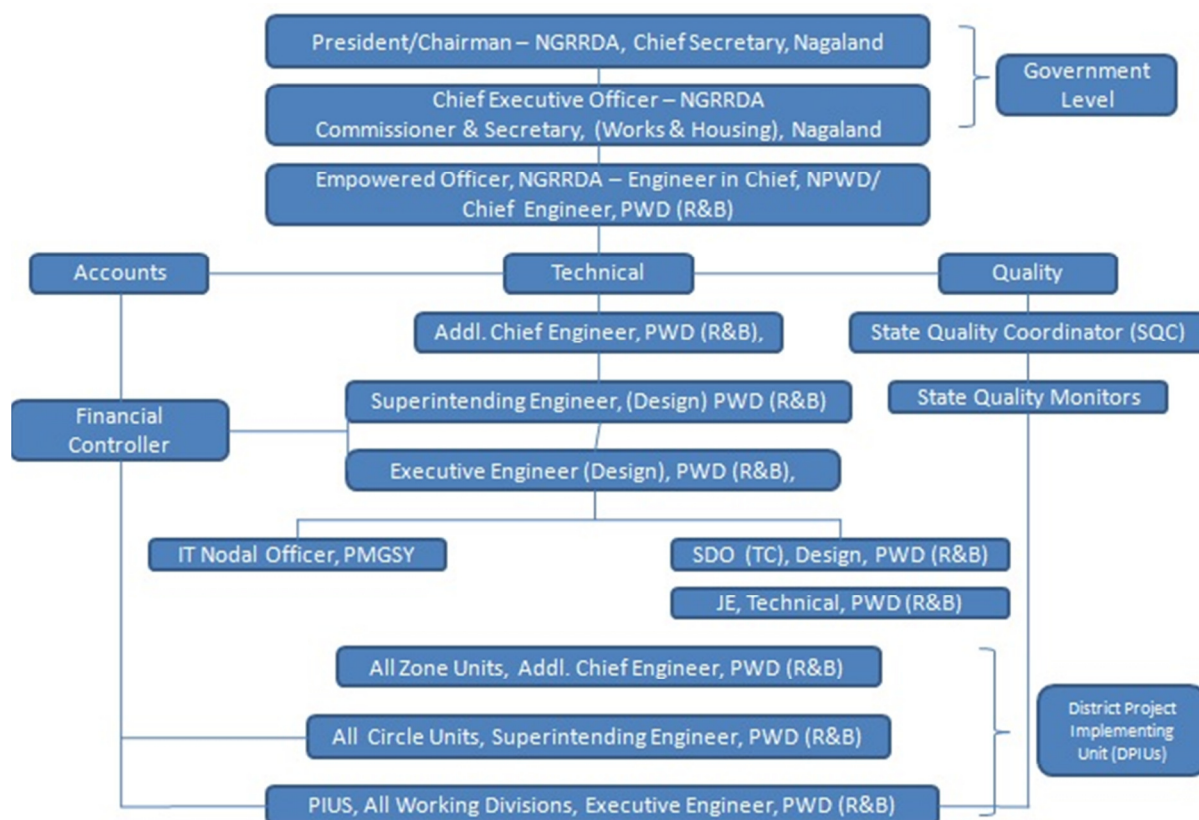 President/Chairman – NGRRDA, Chief Secretary, Nagaland
Government
Level
Chief Executive Officer – NGRRDA
Commissioner & Secretary, (Works & Housing), Nagaland
Empowered Officer, NGRRDA – Engineer in Chief, NPWD/
Chief Engineer, PWD (R&B)
Accounts
Technical
Quality
Addl. Chief Engineer, PWD (R&B),
State Quality Coordinator (SQC)
Superintending Engineer, (Design) PWD (R&B)
State Quality Monitors
Financial
Controller
Executive Engineer (Design), PWD (R&B),
IT Nodal Officer, PMGSY
SDO (TC), Design, PWD (R&B)
JE, Technical, PWD (R&B)
All Zone Units, Addl. Chief Engineer, PWD (R&B)
All Circle Units, Superintending Engineer, PWD (R&B)
District Project
Implementing
Unit (DPIUs)
PIUS, All Working Divisions, Executive Engineer, PWD (R&B)